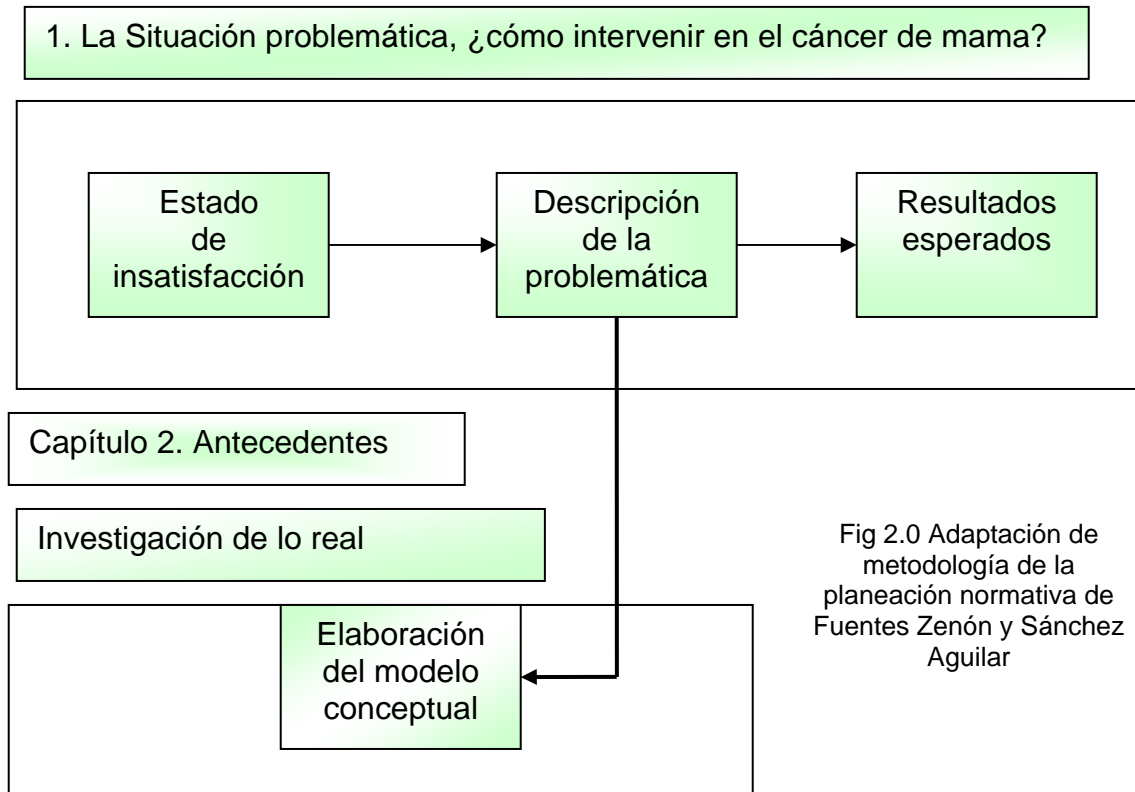 1. La Situación problemática, ¿cómo intervenir en el cáncer de mama?
Estado
de
insatisfacción
Descripción
de la
problemática
Resultados
esperados
Capítulo 2. Antecedentes
Investigación de lo real
Elaboración
del modelo
conceptual
Fig 2.0 Adaptación de
metodología de la
planeación normativa de
Fuentes Zenón y Sánchez
Aguilar